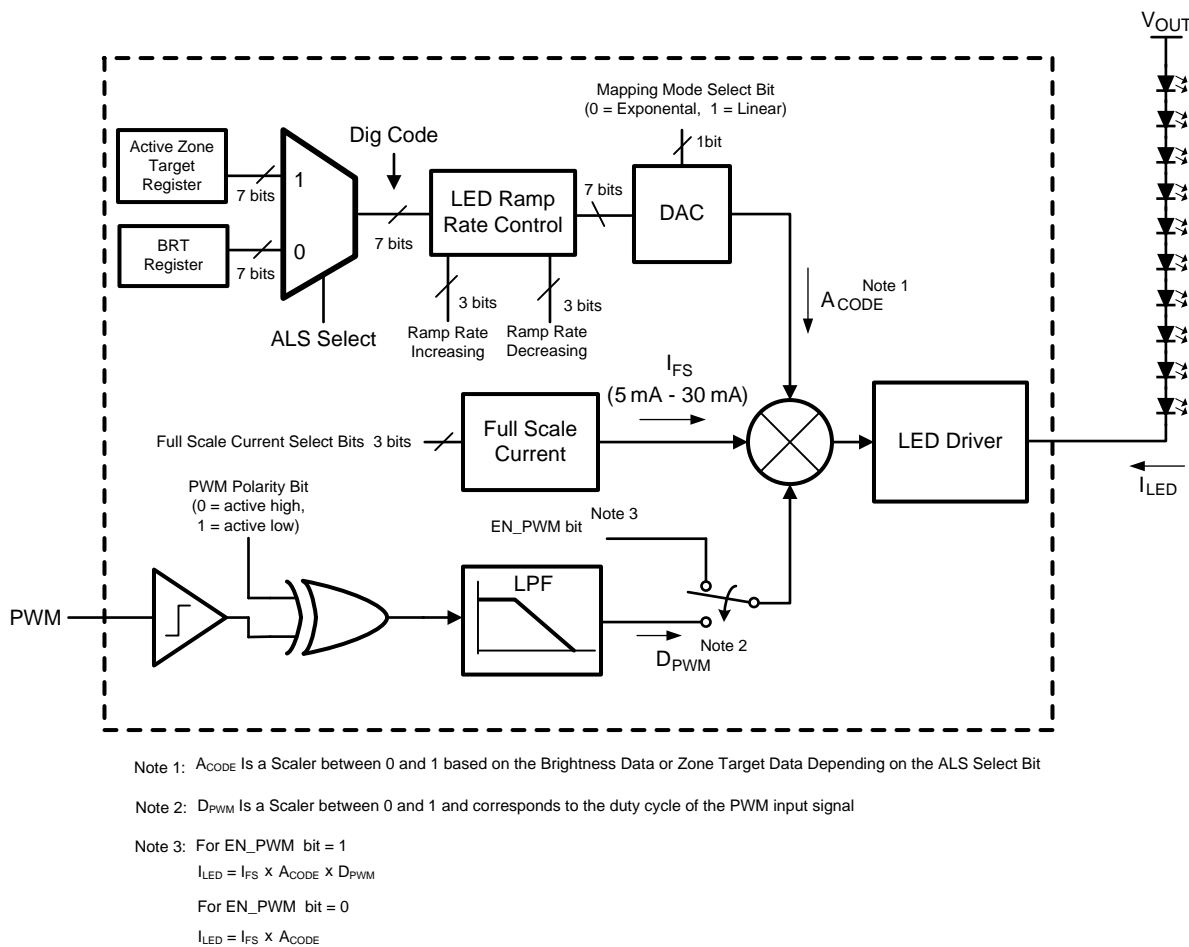 VOUT
Mapping Mode Select Bit
(0 = Exponental, 1 = Linear)
1bit
Dig Code
Active Zone
Target
Register
7 bits
1
BRT
Register
7 bits
0
ALS Select
7 bits
LED Ramp
Rate Control
7 bits
DAC
3 bits
Ramp Rate
Increasing
3 bits
Ramp Rate
Decreasing
ACODE Note 1
IFS
(5 mA - 30 mA)
Full Scale Current Select Bits 3 bits
Full Scale
Current
LED Driver
ILED
PWM Polarity Bit
(0 = active high,
1 = active low)
EN_PWM bit Note 3
PWM
LPF
DPWM Note 2
Note 1: ACODE Is a Scaler between 0 and 1 based on the Brightness Data or Zone Target Data Depending on the ALS Select Bit
Note 2: DPWM Is a Scaler between 0 and 1 and corresponds to the duty cycle of the PWM input signal
Note 3: For EN_PWM bit = 1
ILED = IFS x ACODE x DPWM
For EN_PWM bit = 0
ILED = IFS x ACODE